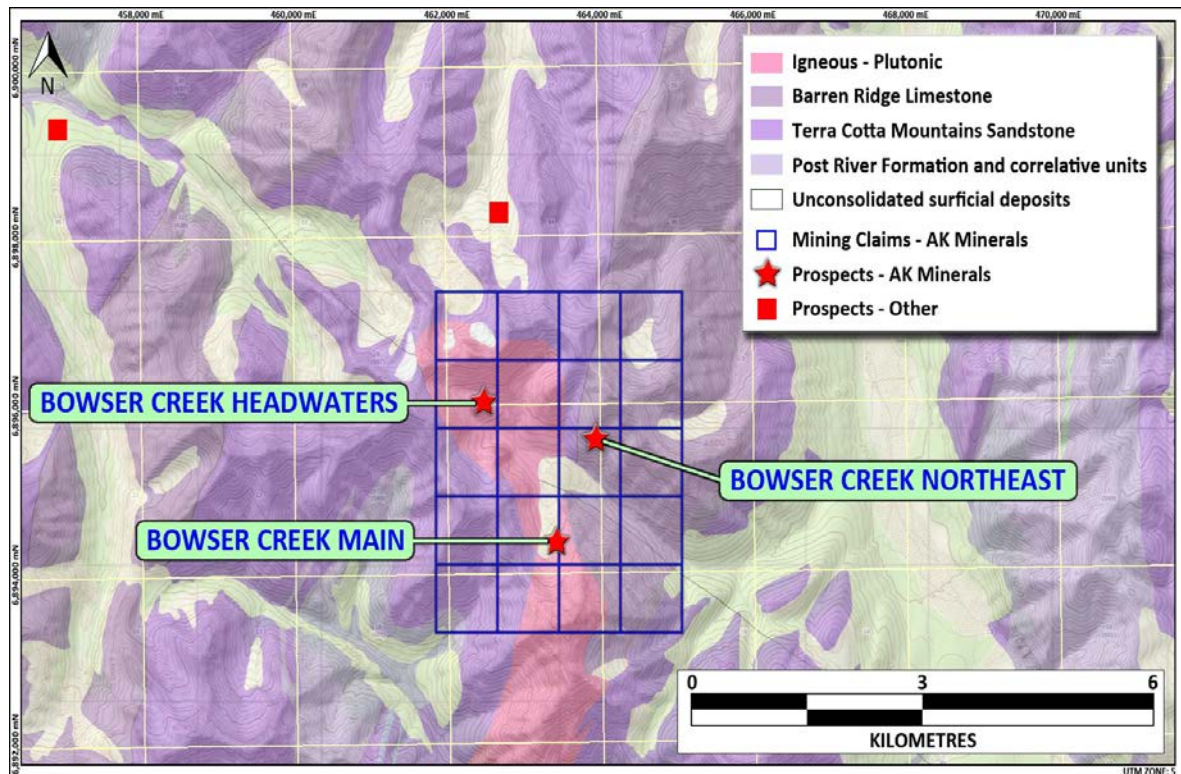 458,000 mE
460,000 mE
462,000 mE
464,000 mE
466,000 mE
468,000 mE
470,000 mE
6,900,000 mN
6,898,000 mN
6,896,000 mN
6,894,000 mN
6,892,000 mN
N
Igneous - Plutonic
Barren Ridge Limestone
Terra Cotta Mountains Sandstone
Post River Formation and correlative units
Unconsolidated surficial deposits
Mining Claims - AK Minerals
Prospects - AK Minerals
Prospects - Other
BOWSER CREEK HEADWATERS
BOWSER CREEK NORTHEAST
BOWSER CREEK MAIN
0 3 6
KILOMETRES
UTM ZONE: 5